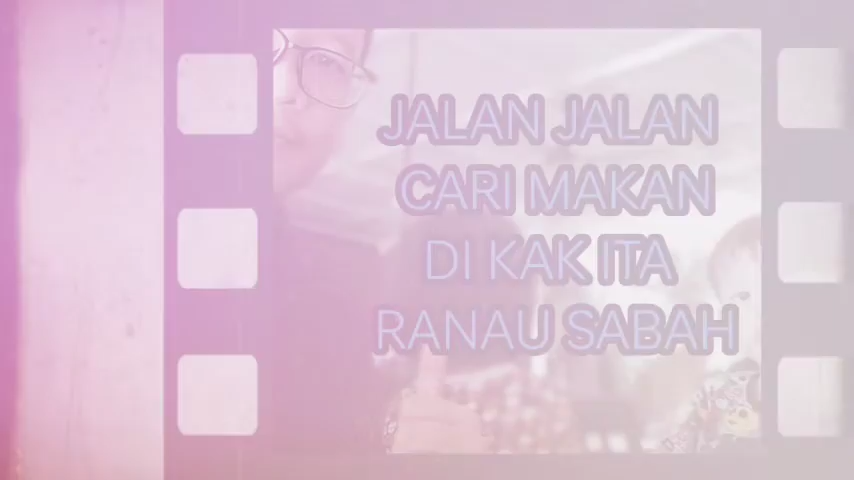 JALAN JALAN
CARI MAKAN
DI KAK ITA
RANAU SABAH